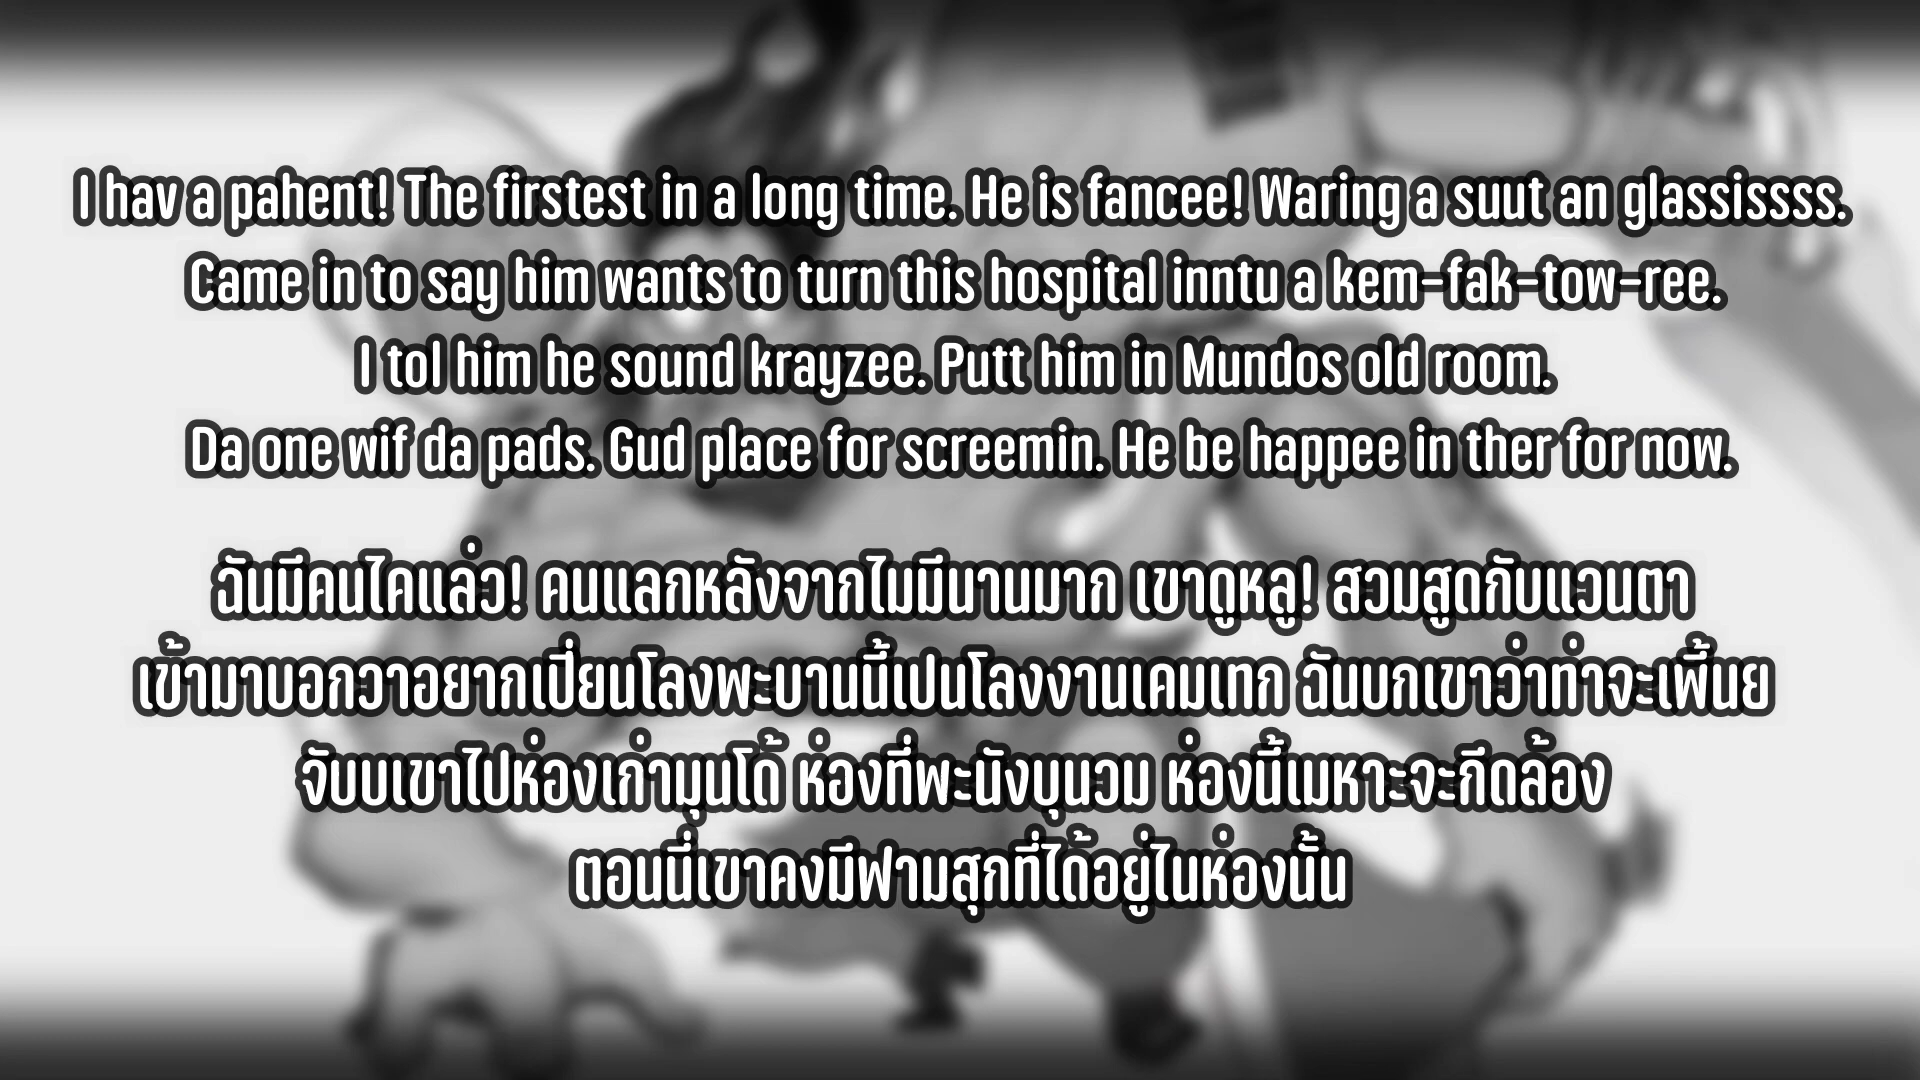 I hav a pahent! The firstest in a long time. He is fancee! Waring a suut an glassissss.
Came in to say him wants to turn this hospital inntu a kem-fak-tow-ree.
I tol him he sound krayzee. Putt him in Mundos old room.
Da one wif da pads. Gud place for screemin. He be happee in ther for now.
ฉันมีคนไคแล่ว! คนแลกหลังจากไมมีนานมาก เขาดูหลู! สวมสูดกับแวนตา
เข้ามาบอกวาอยากเปี่ยนโลงพะบานนี้เปนโลงงานเคมเทก ฉันบกเขาว่าท่าจะเพี้นย
จับบเขาไปห่องเก่ามุนโด้ ห่องที่พะนังบุนวม ห่องนี้เมหาะจะกีดล้อง
ตอนนี่เขาคงมีฟามสุกที่ได้อยู่ไนห่องนั้น